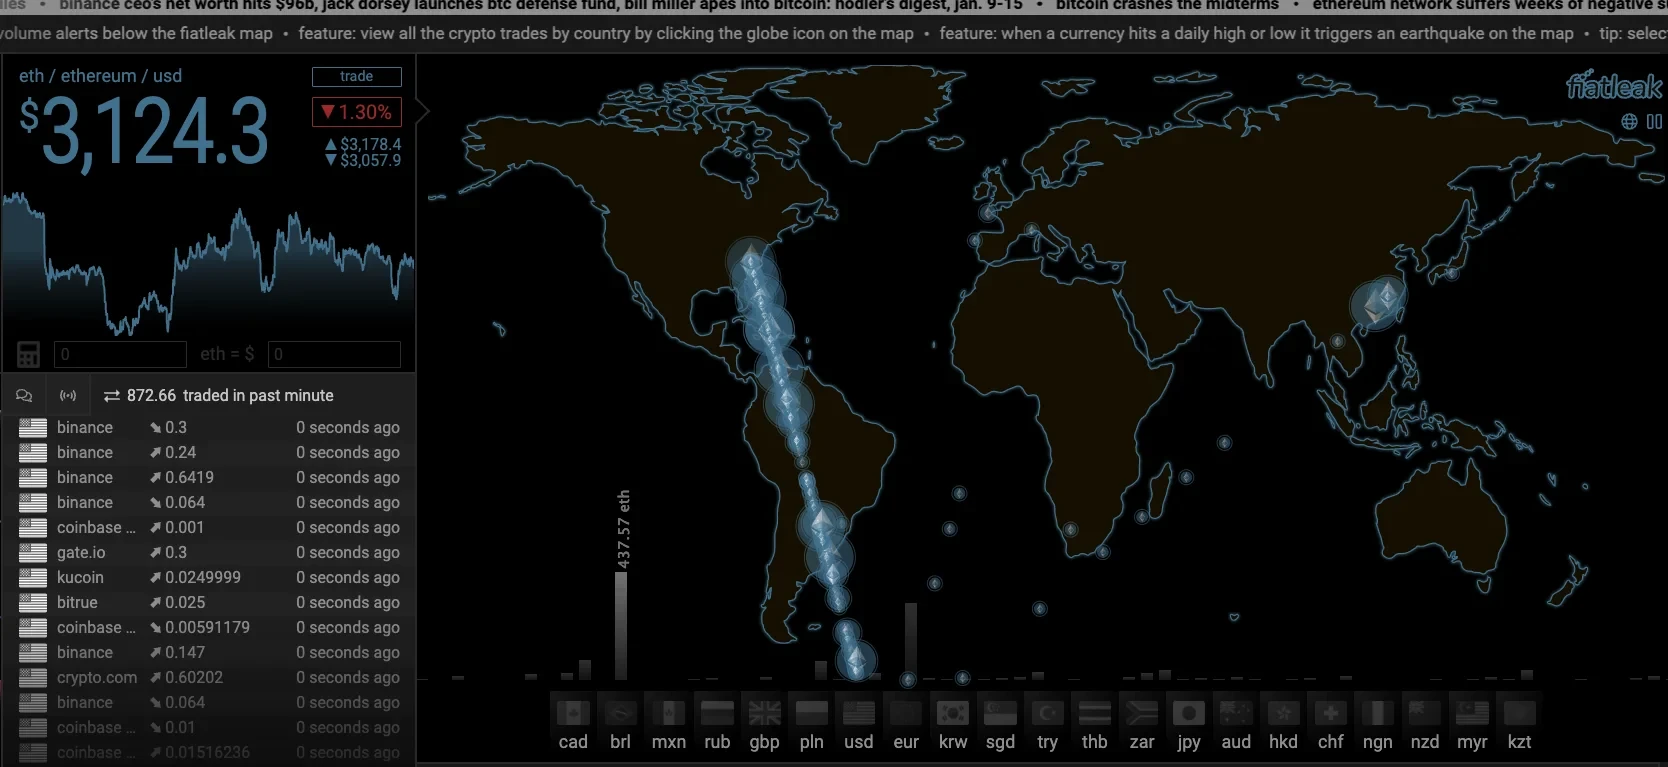 iles • binance ceo's net worth hits $96b, jack dorsey launches btc defense fund, bill miller apes into bitcoin: hodler's digest, jan. 9-15 • bitcoin crashes the midterms • ethereum network suffers weeks of negative su
volume alerts below the fiatleak map • feature: view all the crypto trades by country by clicking the globe icon on the map • feature: when a currency hits a daily high or low it triggers an earthquake on the map • tip: selec
eth / ethereum / usd
trade
$3,124.3
▼1.30%
▲ $3,178.4
▼ $3,057.9
fiatleak
0 eth = $ 0
872.66 traded in past minute
binance 0.3 0 seconds ago
binance 0.24 0 seconds ago
binance 0.6419 0 seconds ago
binance 0.064 0 seconds ago
coinbase ... 0.001 0 seconds ago
gate.io 0.3 0 seconds ago
kucoin 0.0249999 0 seconds ago
bitrue 0.025 0 seconds ago
coinbase ... 0.00591179 0 seconds ago
binance 0.147 0 seconds ago
crypto.com 0.60202 0 seconds ago
binance 0.064 0 seconds ago
coinbase ... 0.01 0 seconds ago
coinbase ... 0.01516236 0 seconds ago
437.57 eth
cad brl mxn rub gbp pln usd eur krw sgd try thb zar jpy aud hkd chf ngn nzd myr kzt